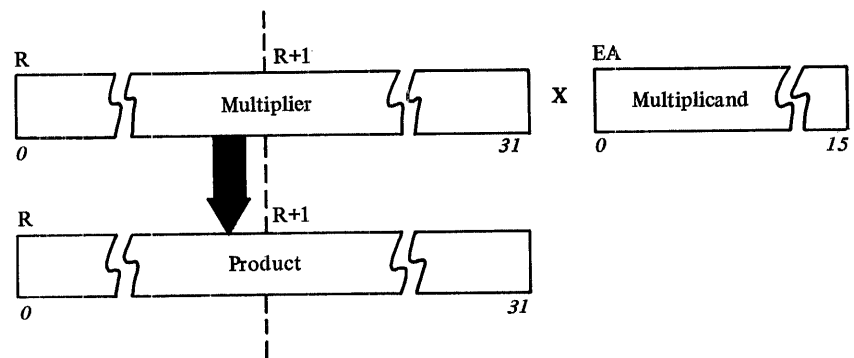 R
R+1
EA
Multiplier
X
Multiplicand
0
31
0
15
R
R+1
Product
0
31